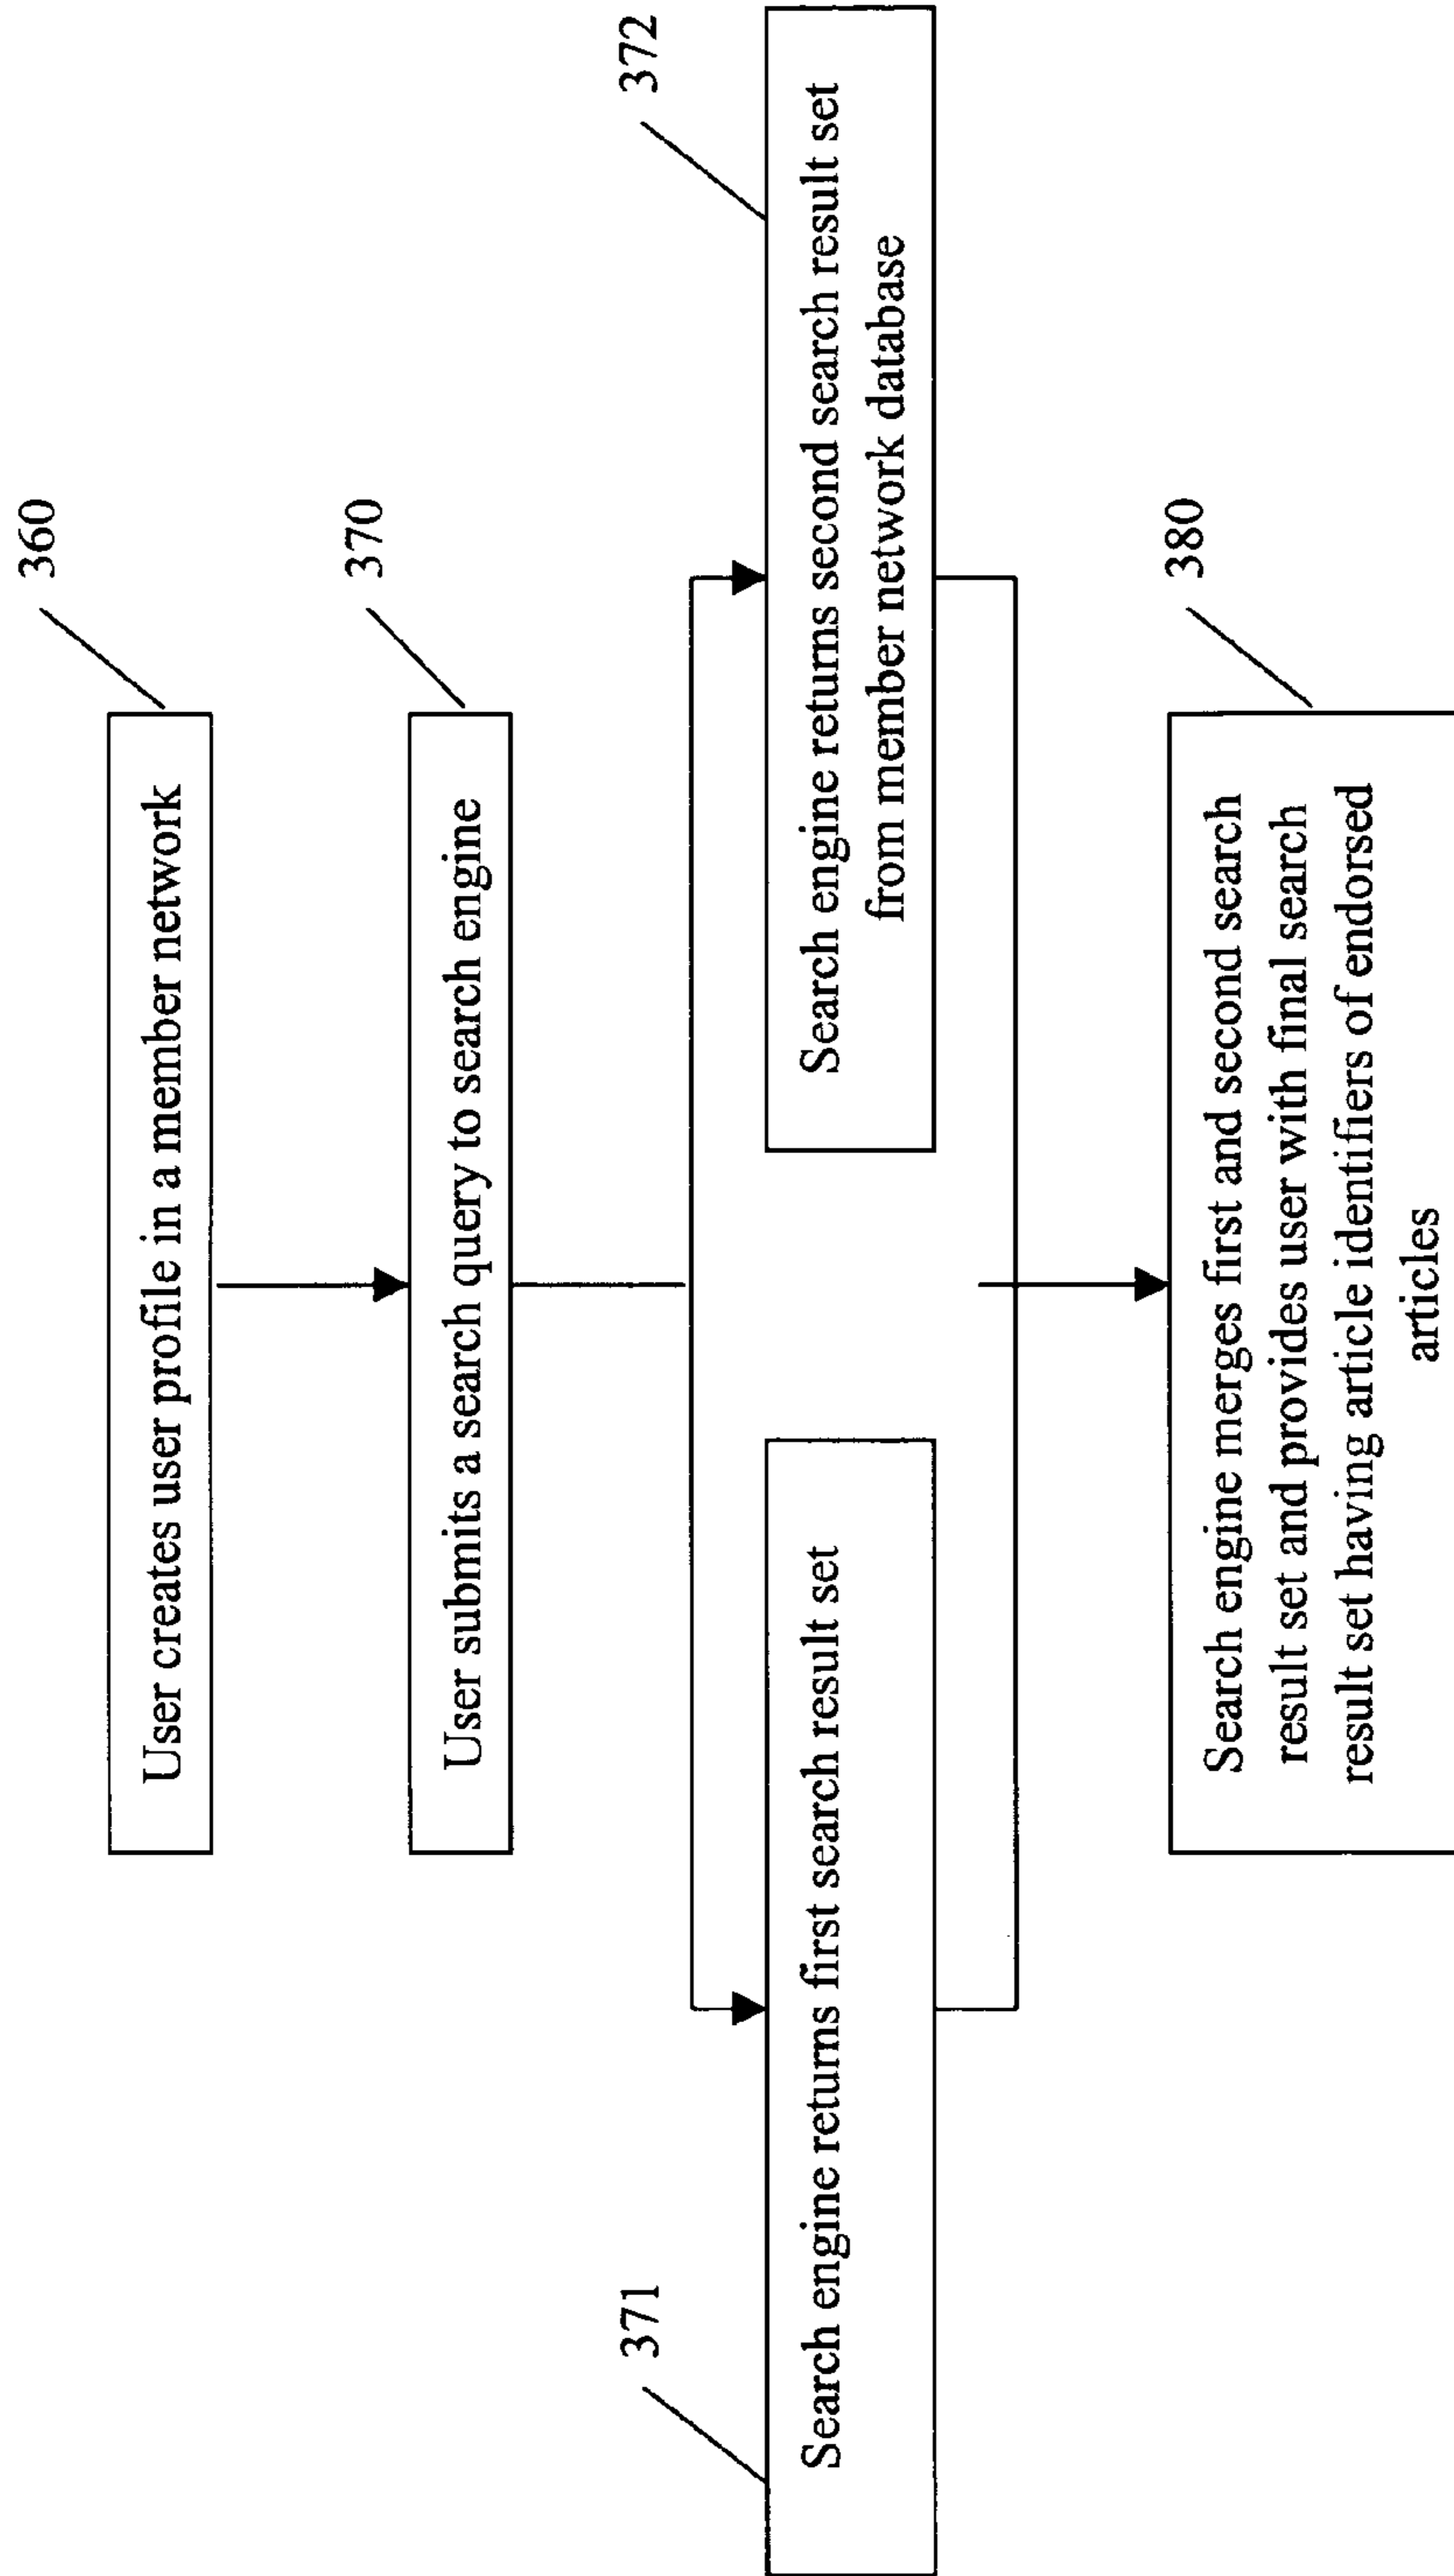 360
User creates user profile in a member network
370
User submits a search query to search engine
371
Search engine returns first search result set
372
Search engine returns second search result set
from member network database
380
Search engine merges first and second search
result set and provides user with final search
result set having article identifiers of endorsed
articles